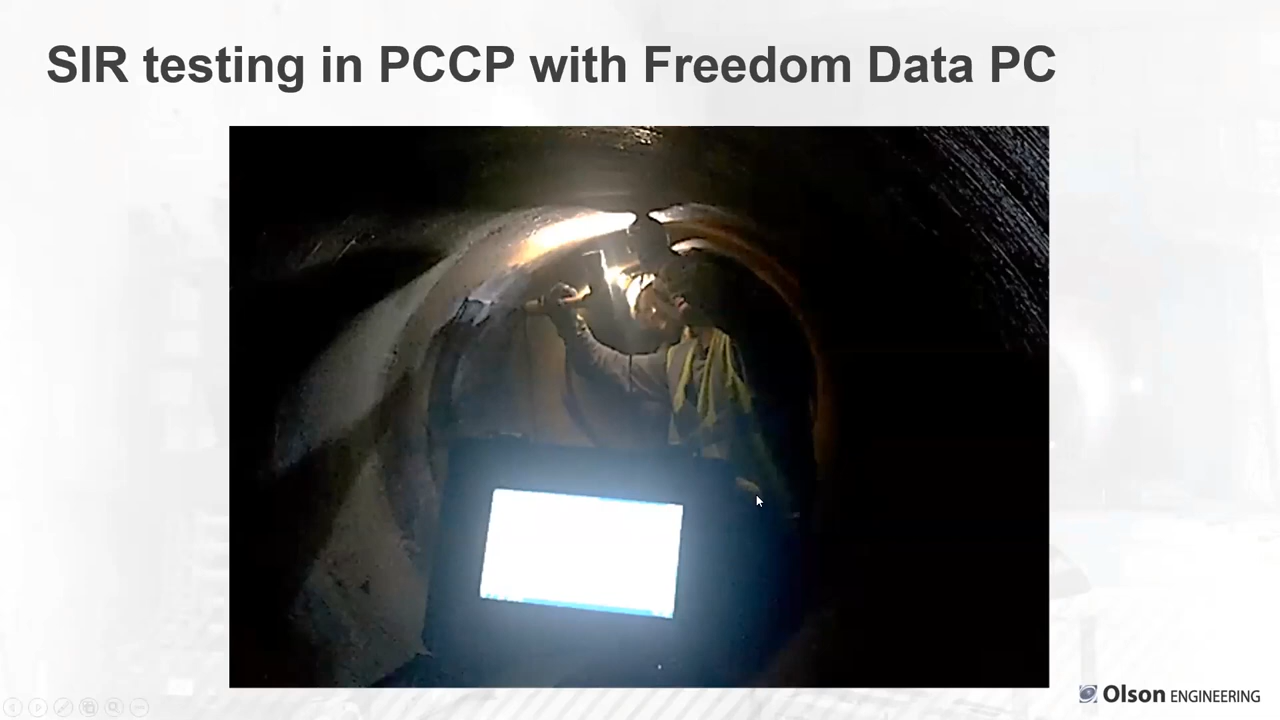 SIR testing in PCCP with Freedom Data PC
Olson ENGINEERING